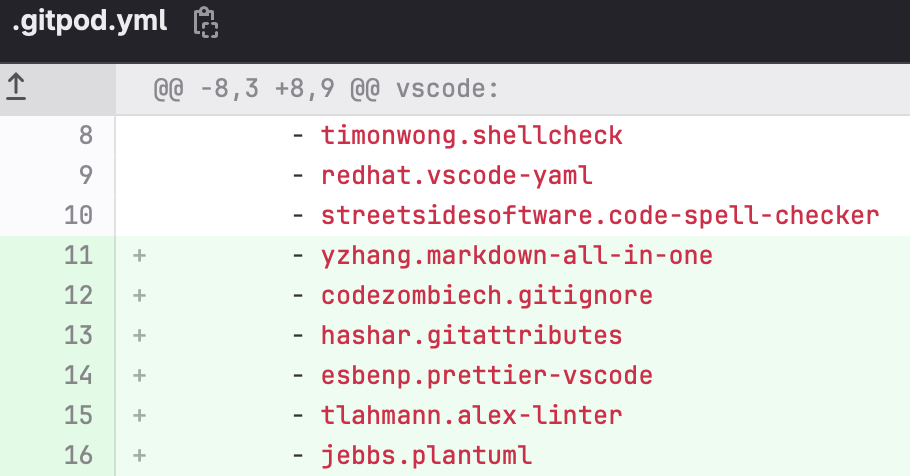 .gitpod.yml
@@ -8,3 +8,9 @@ vscode:
8 - timonwong.shellcheck
9 - redhat.vscode-yaml
10 - streetsidesoftware.code-spell-checker
11 + - yzhang.markdown-all-in-one
12 + - codezombiech.gitignore
13 + - hashar.gitattributes
14 + - esbenp.prettier-vscode
15 + - tlahmann.alex-linter
16 + - jebbs.plantuml